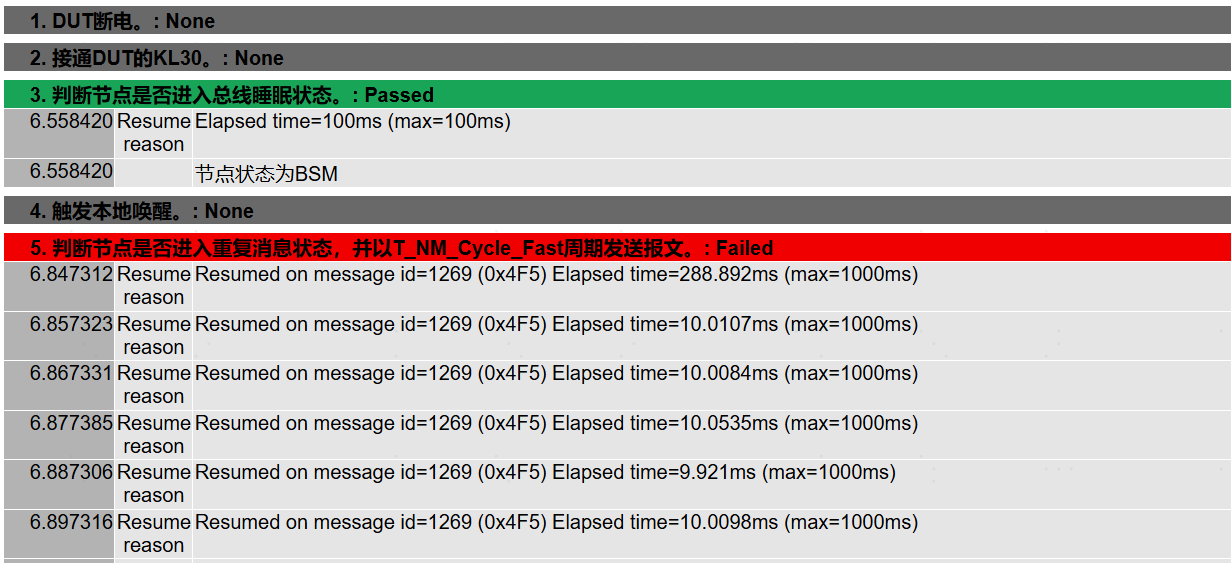 1. DUT断电。: None
2. 接通DUT的KL30。: None
3. 判断节点是否进入总线睡眠状态。: Passed
6.558420 Resume reason Elapsed time=100ms (max=100ms)
6.558420 节点状态为BSM
4. 触发本地唤醒。: None
5. 判断节点是否进入重复消息状态，并以T_NM_Cycle_Fast周期发送报文。: Failed
6.847312 Resume reason Resumed on message id=1269 (0x4F5) Elapsed time=288.892ms (max=1000ms)
6.857323 Resume reason Resumed on message id=1269 (0x4F5) Elapsed time=10.0107ms (max=1000ms)
6.867331 Resume reason Resumed on message id=1269 (0x4F5) Elapsed time=10.0084ms (max=1000ms)
6.877385 Resume reason Resumed on message id=1269 (0x4F5) Elapsed time=10.0535ms (max=1000ms)
6.887306 Resume reason Resumed on message id=1269 (0x4F5) Elapsed time=9.921ms (max=1000ms)
6.897316 Resume reason Resumed on message id=1269 (0x4F5) Elapsed time=10.0098ms (max=1000ms)